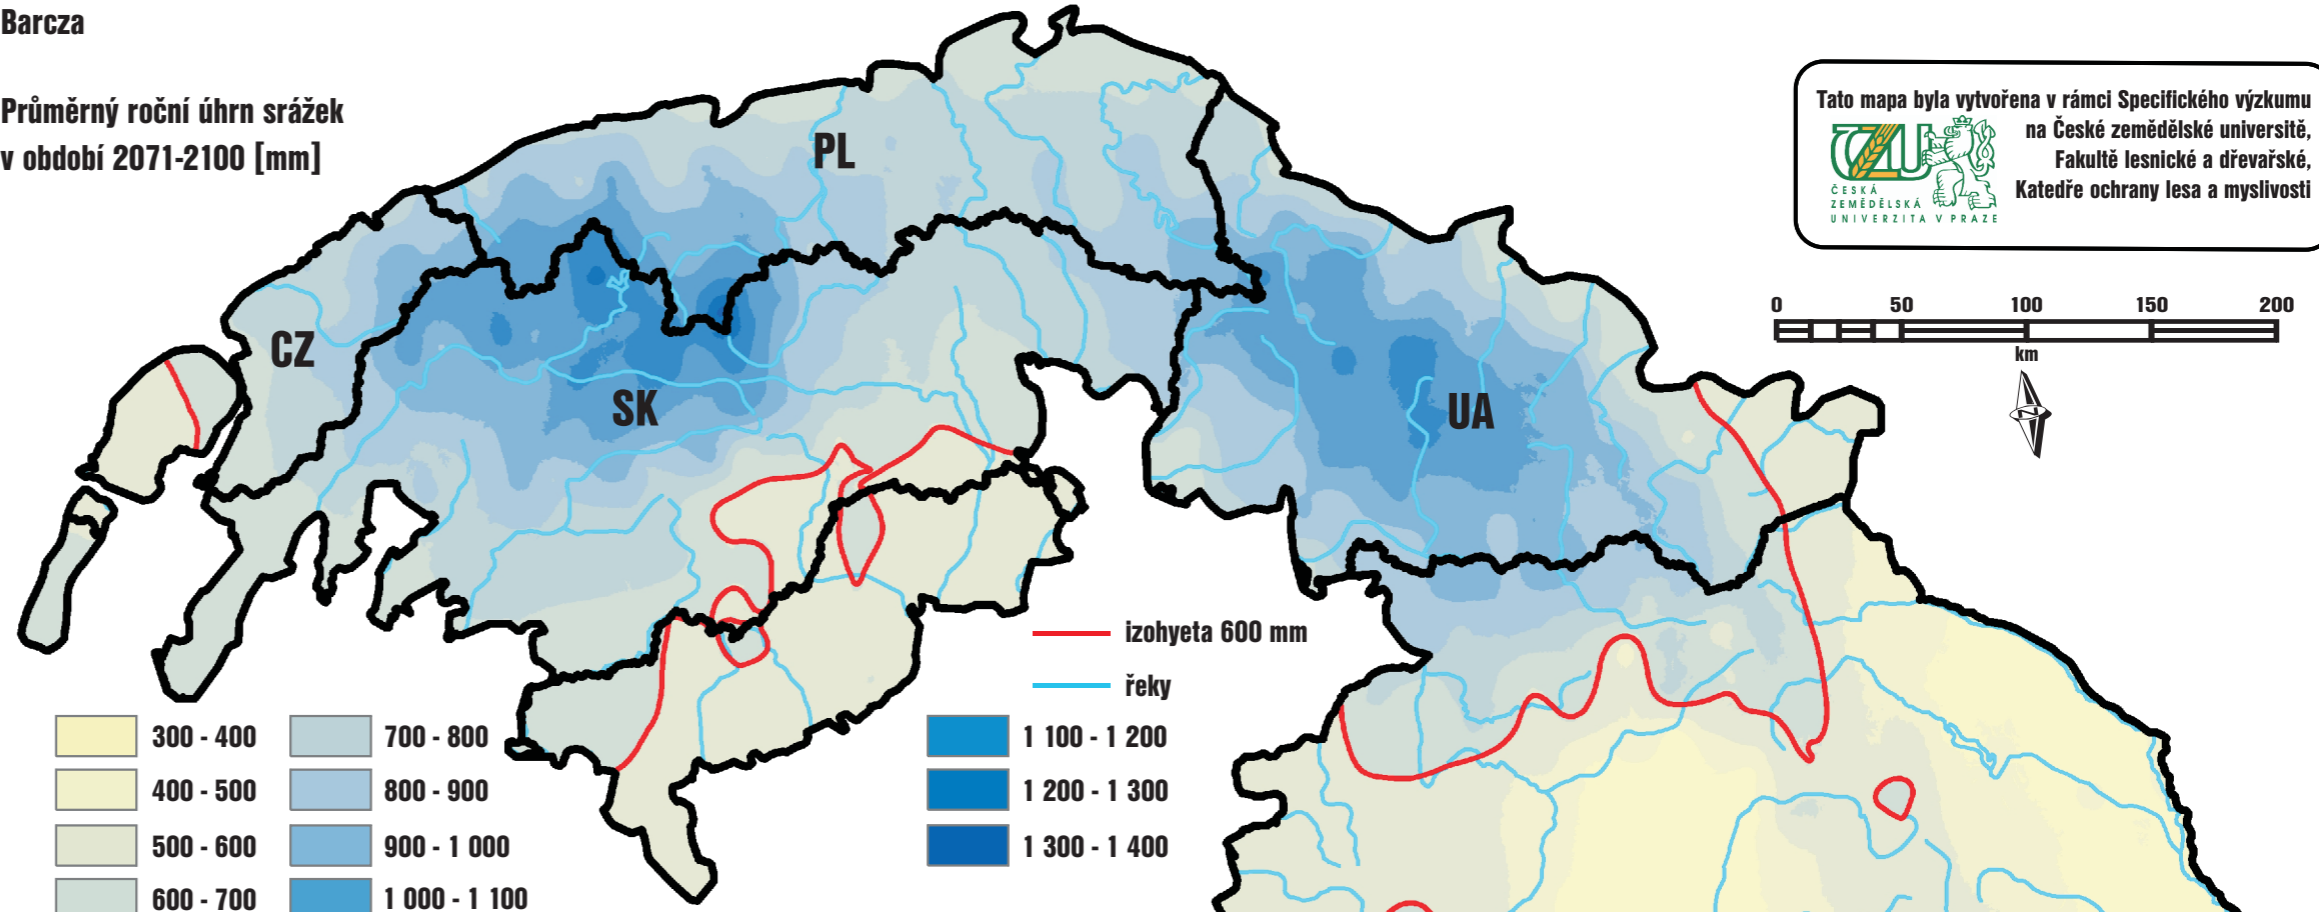 Barcza
Průměrný roční úhrn srážek
v období 2071-2100 [mm]
PL
CZ
SK
UA
Tato mapa byla vytvořena v rámci Specifického výzkumu
na České zemědělské universitě,
Fakultě lesnické a dřevařské,
Katedře ochrany lesa a myslivosti
ČZU
ČESKÁ
ZEMĚDĚLSKÁ
UNIVERZITA V PRAZE
0 50 100 150 200
km
N
izohyeta 600 mm
řeky
300 - 400
400 - 500
500 - 600
600 - 700
700 - 800
800 - 900
900 - 1 000
1 000 - 1 100
1 100 - 1 200
1 200 - 1 300
1 300 - 1 400